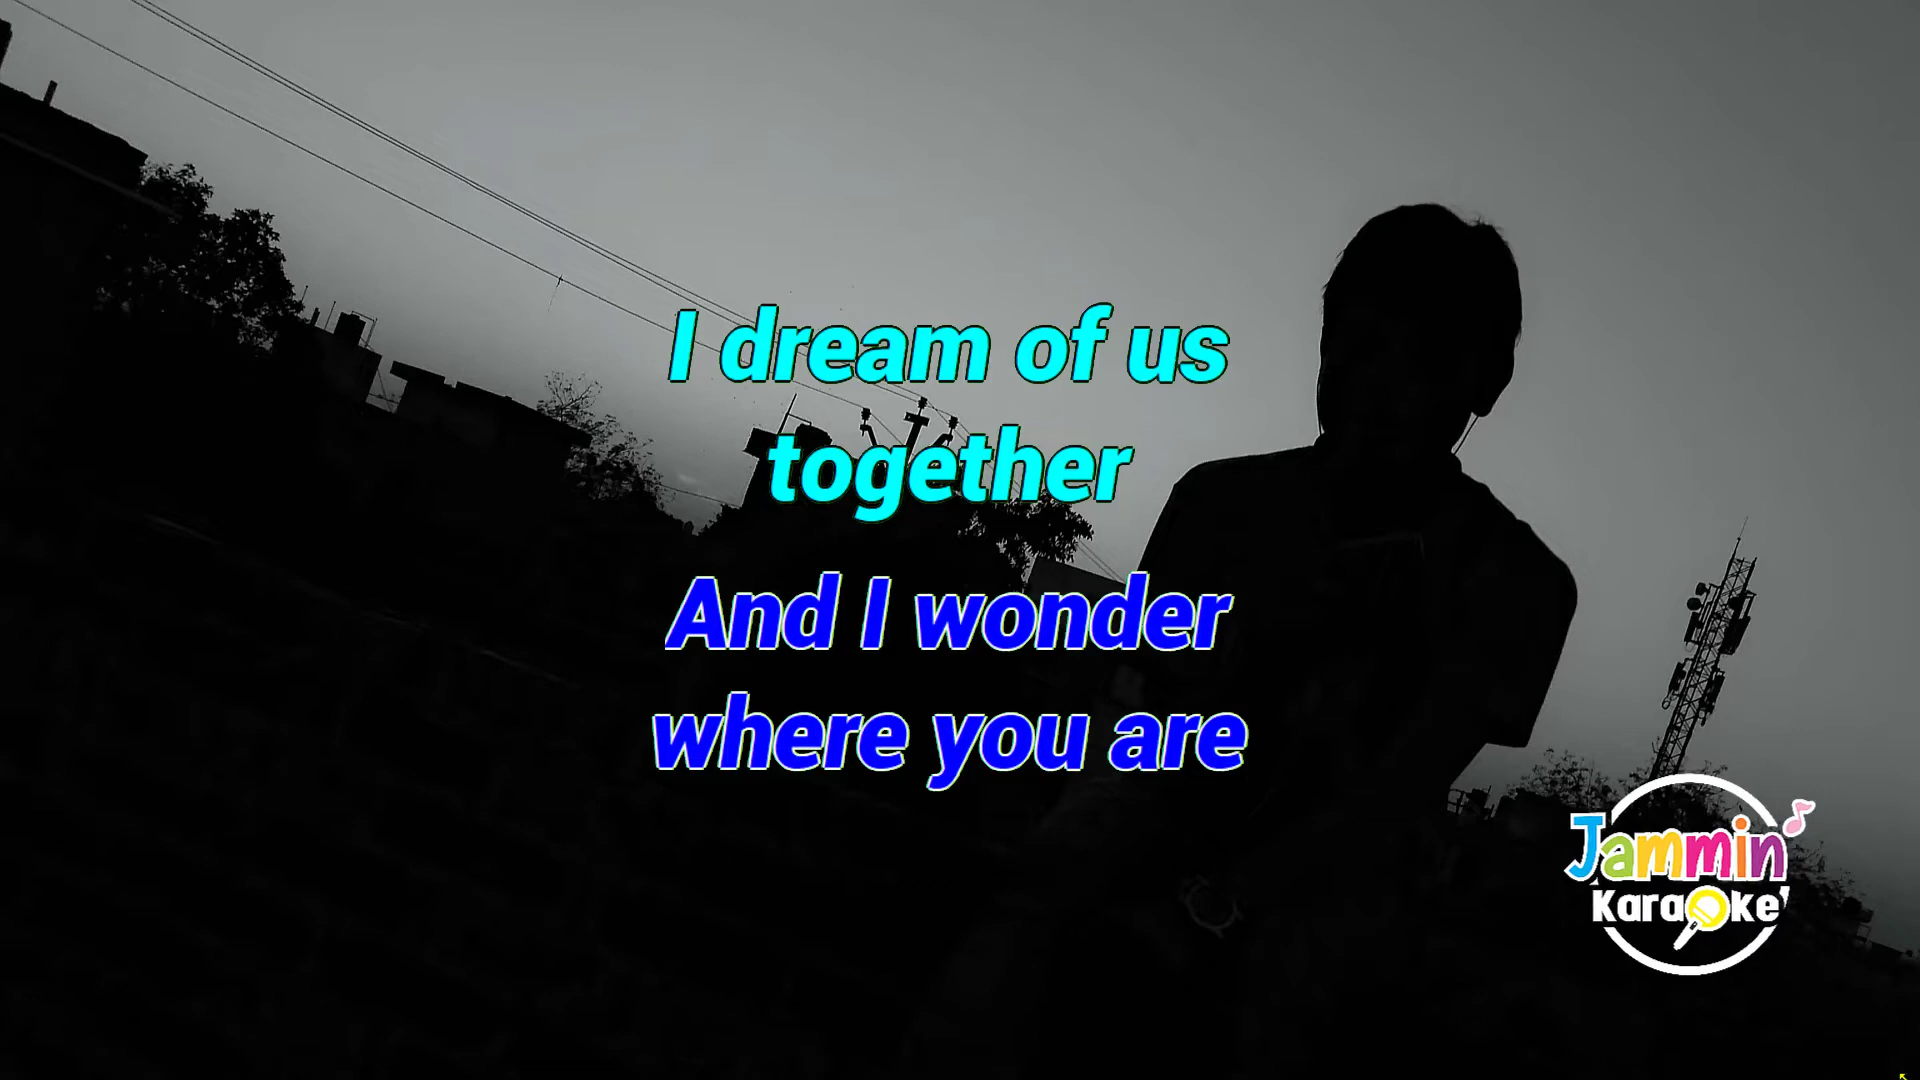 I dream of us
together
And I wonder
where you are
Jammin'
Karaoke